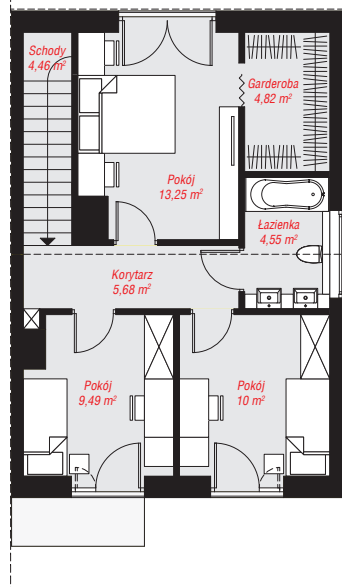 Schody
4,46 m²
Garderoba
4,82 m²
Pokój
13,25 m²
Łazienka
4,55 m²
Korytarz
5,68 m²
Pokój
9,49 m²
Pokój
10 m²